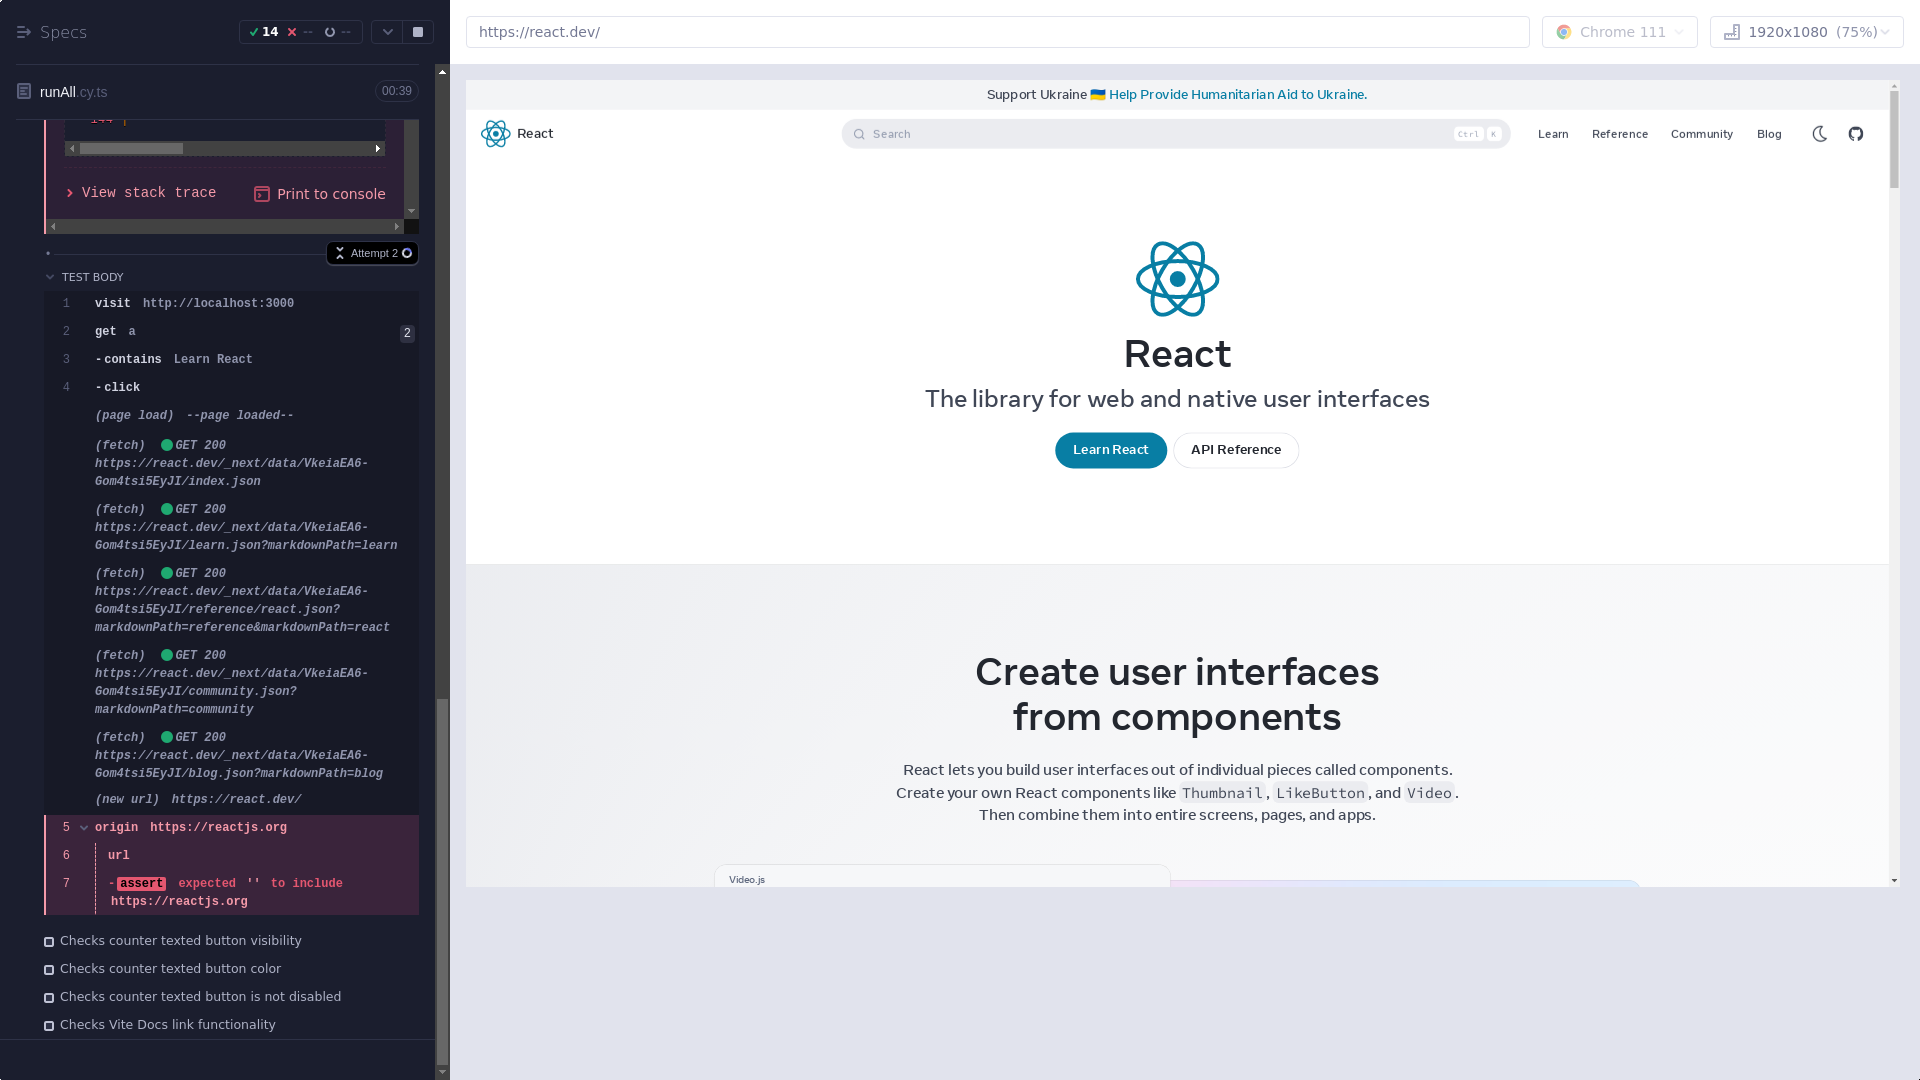 Specs
14 -- --
runAll.cy.ts 00:39
View stack trace Print to console
Attempt 2
TEST BODY
1 visit http://localhost:3000
2 get a 2
3 -contains Learn React
4 -click
(page load) --page loaded--
(fetch) GET 200
https://react.dev/_next/data/VkeiaEA6-
Gom4tsi5EyJI/index.json
(fetch) GET 200
https://react.dev/_next/data/VkeiaEA6-
Gom4tsi5EyJI/learn.json?markdownPath=learn
(fetch) GET 200
https://react.dev/_next/data/VkeiaEA6-
Gom4tsi5EyJI/reference/react.json?
markdownPath=reference&markdownPath=react
(fetch) GET 200
https://react.dev/_next/data/VkeiaEA6-
Gom4tsi5EyJI/community.json?
markdownPath=community
(fetch) GET 200
https://react.dev/_next/data/VkeiaEA6-
Gom4tsi5EyJI/blog.json?markdownPath=blog
(new url) https://react.dev/
5 origin https://reactjs.org
6 url
7 -assert expected '' to include
https://reactjs.org
Checks counter texted button visibility
Checks counter texted button color
Checks counter texted button is not disabled
Checks Vite Docs link functionality
https://react.dev/ Chrome 111 1920x1080 (75%)
Support Ukraine 🇺🇦 Help Provide Humanitarian Aid to Ukraine.
React Search Ctrl K Learn Reference Community Blog
React
The library for web and native user interfaces
Learn React API Reference
Create user interfaces
from components
React lets you build user interfaces out of individual pieces called components.
Create your own React components like Thumbnail, LikeButton, and Video.
Then combine them into entire screens, pages, and apps.
Video.js